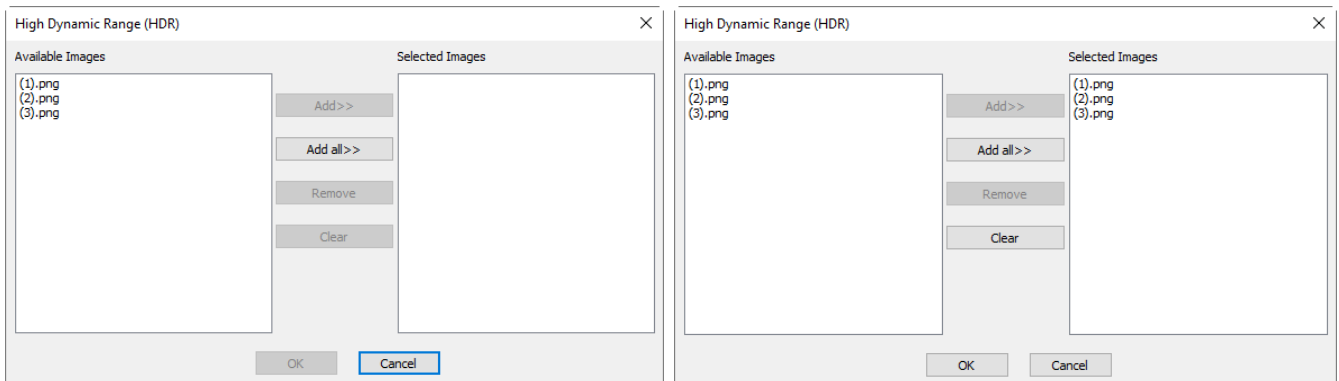 High Dynamic Range (HDR)
Available Images
Selected Images
(1).png
(2).png
(3).png
Add>>
Add all>>
Remove
Clear
OK
Cancel
High Dynamic Range (HDR)
Available Images
Selected Images
(1).png
(2).png
(3).png
Add>>
Add all>>
Remove
Clear
(1).png
(2).png
(3).png
OK
Cancel